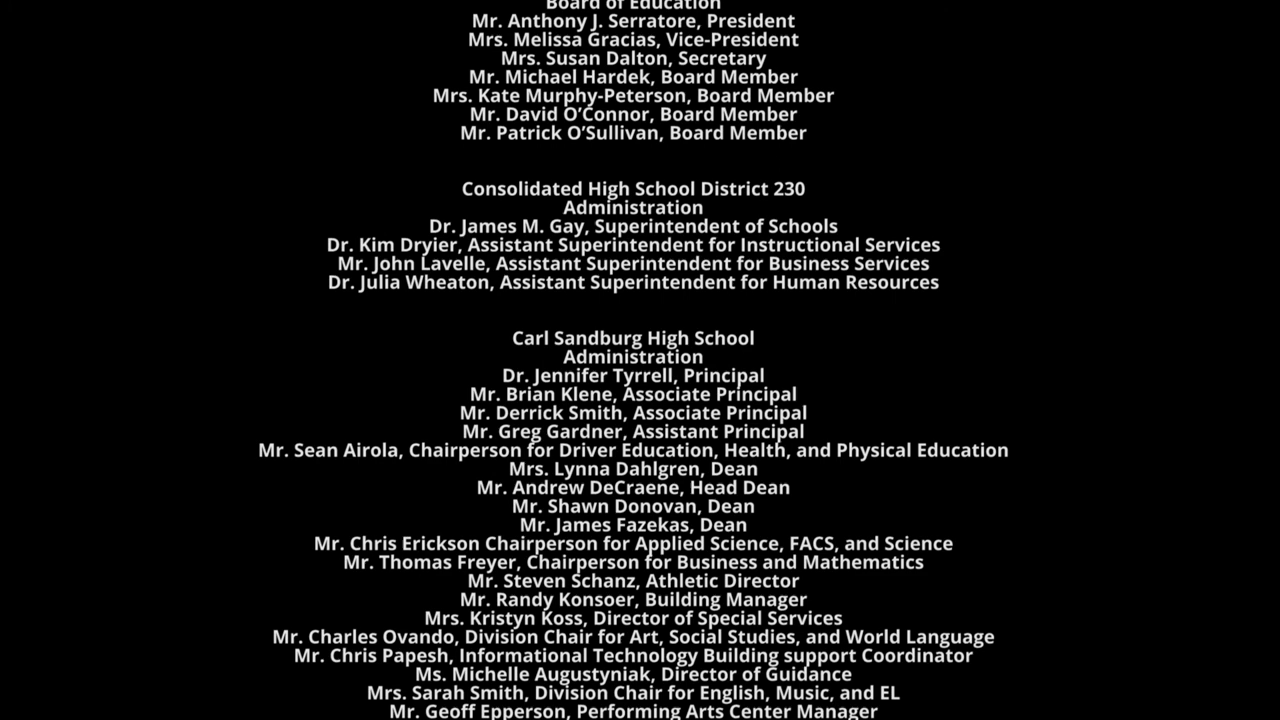 Board of Education
Mr. Anthony J. Serratore, President
Mrs. Melissa Gracias, Vice-President
Mrs. Susan Dalton, Secretary
Mr. Michael Hardek, Board Member
Mrs. Kate Murphy-Peterson, Board Member
Mr. David O’Connor, Board Member
Mr. Patrick O’Sullivan, Board Member
Consolidated High School District 230
Administration
Dr. James M. Gay, Superintendent of Schools
Dr. Kim Dryier, Assistant Superintendent for Instructional Services
Mr. John Lavelle, Assistant Superintendent for Business Services
Dr. Julia Wheaton, Assistant Superintendent for Human Resources
Carl Sandburg High School
Administration
Dr. Jennifer Tyrrell, Principal
Mr. Brian Klene, Associate Principal
Mr. Derrick Smith, Associate Principal
Mr. Greg Gardner, Assistant Principal
Mr. Sean Airola, Chairperson for Driver Education, Health, and Physical Education
Mrs. Lynna Dahlgren, Dean
Mr. Andrew DeCraene, Head Dean
Mr. Shawn Donovan, Dean
Mr. James Fazekas, Dean
Mr. Chris Erickson Chairperson for Applied Science, FACS, and Science
Mr. Thomas Freyer, Chairperson for Business and Mathematics
Mr. Steven Schanz, Athletic Director
Mr. Randy Konsoer, Building Manager
Mrs. Kristyn Koss, Director of Special Services
Mr. Charles Ovando, Division Chair for Art, Social Studies, and World Language
Mr. Chris Papesh, Informational Technology Building support Coordinator
Ms. Michelle Augustyniak, Director of Guidance
Mrs. Sarah Smith, Division Chair for English, Music, and EL
Mr. Geoff Epperson, Performing Arts Center Manager